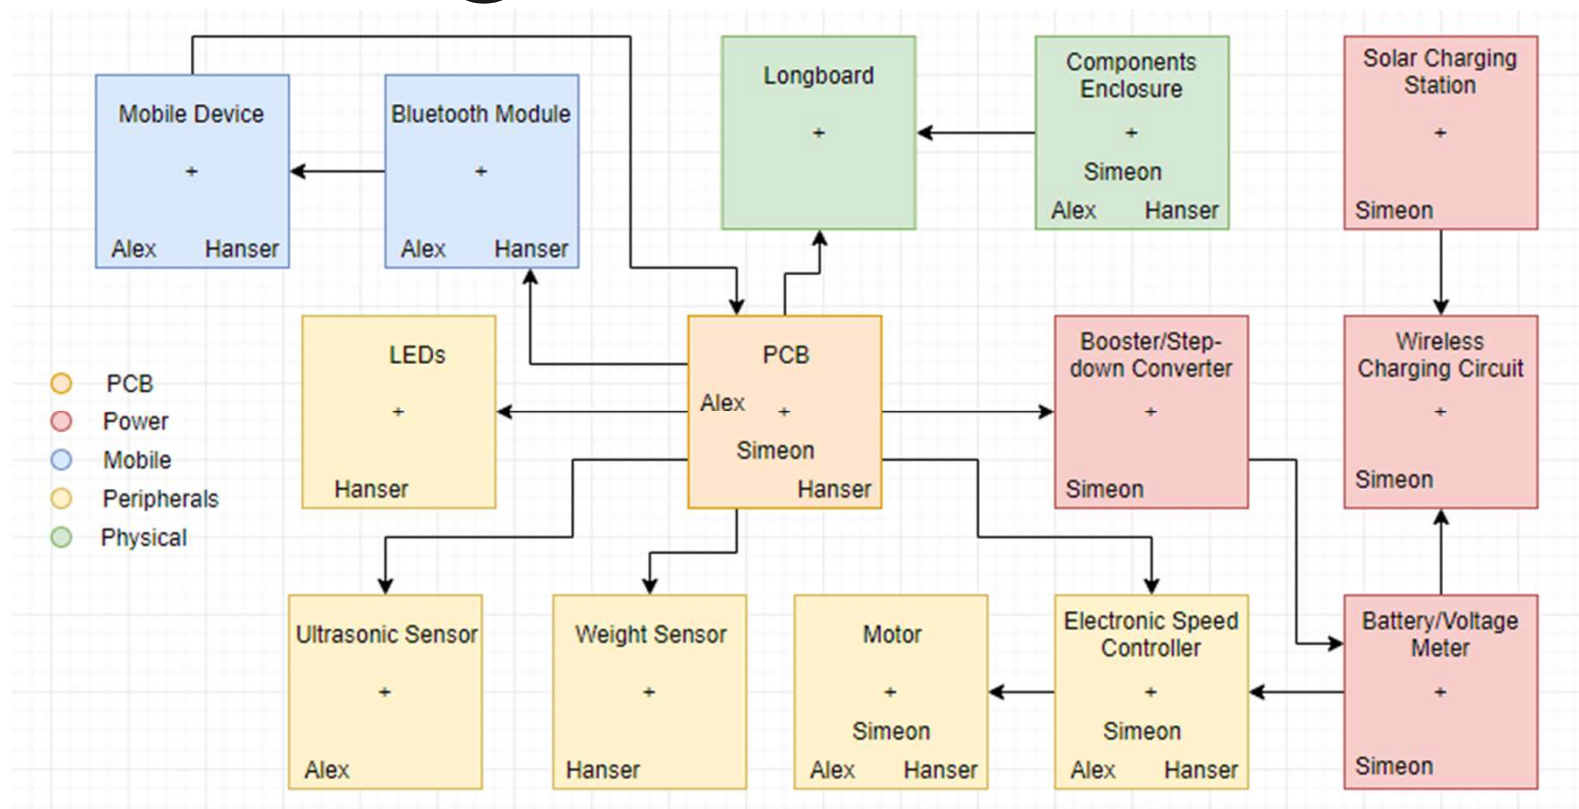 Mobile Device
+
Alex Hanser
Bluetooth Module
+
Alex Hanser
Longboard
+
Components
Enclosure
+
Simeon
Alex Hanser
Solar Charging
Station
+
Simeon
LEDs
+
Hanser
PCB
Alex +
Simeon
Hanser
Booster/Step-
down Converter
+
Simeon
Wireless
Charging Circuit
+
Simeon
PCB
Power
Mobile
Peripherals
Physical
Ultrasonic Sensor
+
Alex
Weight Sensor
+
Hanser
Motor
+
Simeon
Alex Hanser
Electronic Speed
Controller
+
Simeon
Alex Hanser
Battery/Voltage
Meter
+
Simeon